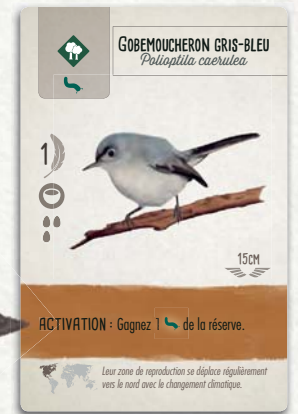 GOBEMOUCHERON GRIS-BLEU
Polioptila caerulea
1
15CM
ACTIVATION : Gagnez 1 de la réserve.
Leur zone de reproduction se déplace régulièrement
vers le nord avec le changement climatique.